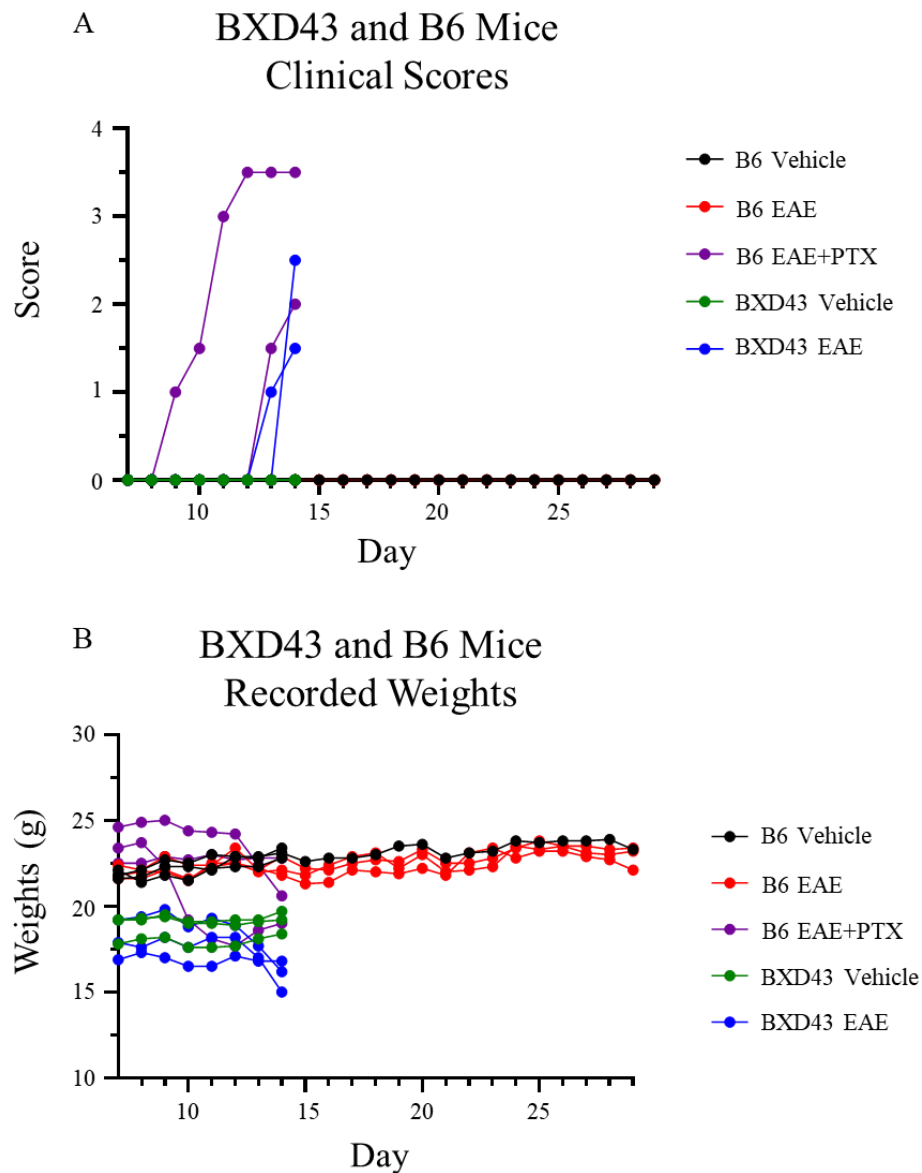 A
BXD43 and B6 Mice
Clinical Scores
4
3
2
1
0
Score
10
15
20
25
Day
B6 Vehicle
B6 EAE
B6 EAE+PTX
BXD43 Vehicle
BXD43 EAE
B
BXD43 and B6 Mice
Recorded Weights
30
25
20
15
10
Weights (g)
10
15
20
25
Day
B6 Vehicle
B6 EAE
B6 EAE+PTX
BXD43 Vehicle
BXD43 EAE